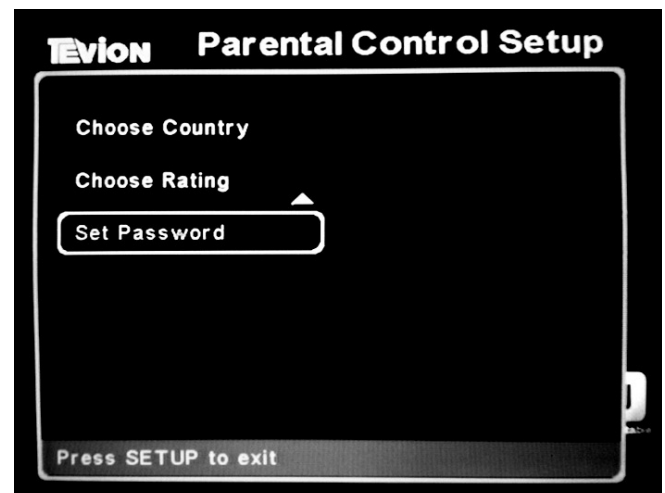 TEVION
Parental Control Setup
Choose Country
Choose Rating
Set Password
Press SETUP to exit